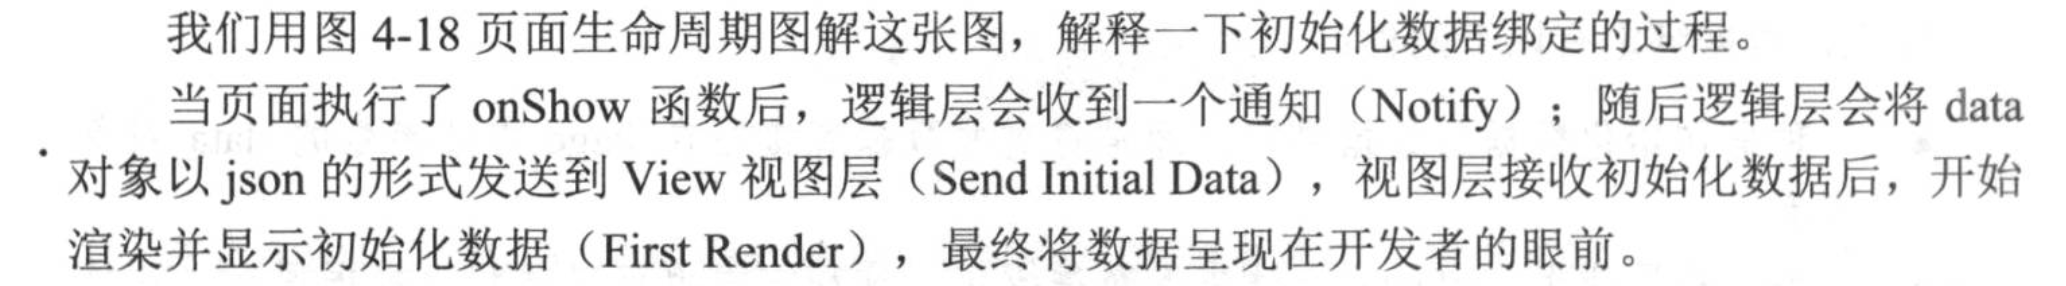 我们用图 4-18 页面生命周期图解这张图，解释一下初始化数据绑定的过程。
当页面执行了 onShow 函数后，逻辑层会收到一个通知（Notify）；随后逻辑层会将 data
对象以 json 的形式发送到 View 视图层（Send Initial Data），视图层接收初始化数据后，开始
渲染并显示初始化数据（First Render），最终将数据呈现在开发者的眼前。